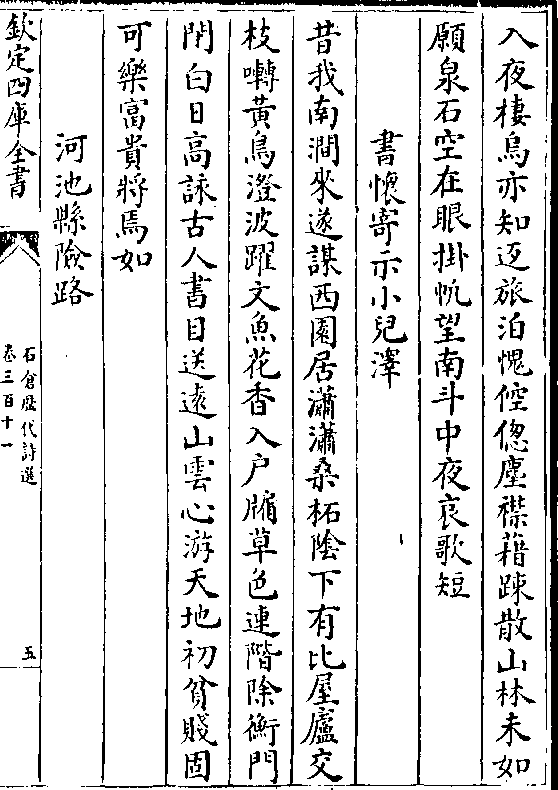 入夜棲鳥亦知返旅泊愧倥偬塵襟藉踈散山林未如
願泉石空在眼掛帆望南斗中夜哀歌短
書懷寄示小兒澤
昔我南澗來遂謀西園居瀟瀟桑柘陰下有比屋廬交
枝囀黄鳥澄波躍文魚花香入户牖草色連階除衡門
閉白日高詠古人書目送逺山雲心游天地初貧賤固
可樂富貴將焉如
河池縣險路
欽定四庫全書
石倉歴代詩選
卷三百十一
五